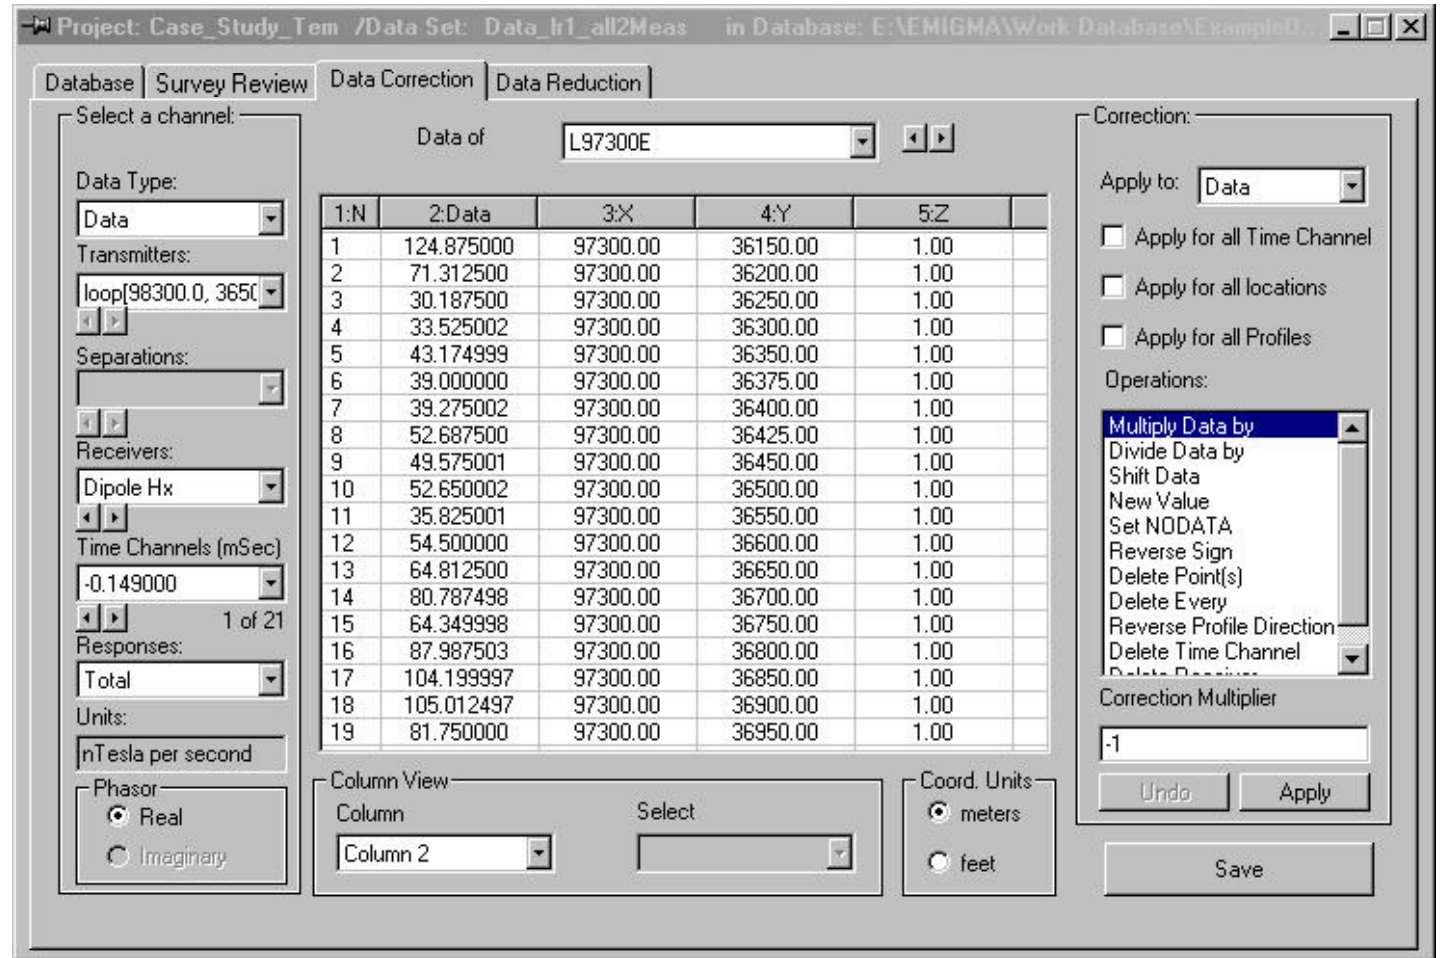 Project: Case_Study_Tem /Data Set: Data_lr1_all2Meas in Database: E:\EMIGMA\Work Database\ExampleD...
Database Survey Review Data Correction Data Reduction
Select a channel:
Data Type:
Data
Transmitters:
loop[98300.0, 365(
Separations:
Receivers:
Dipole Hx
Time Channels (mSec)
-0.149000
1 of 21
Responses:
Total
Units:
nTesla per second
Phasor
Real
Imaginary
Data of L97300E
1:N 2:Data 3:X 4:Y 5:Z
1 124.875000 97300.00 36150.00 1.00
2 71.312500 97300.00 36200.00 1.00
3 30.187500 97300.00 36250.00 1.00
4 33.525002 97300.00 36300.00 1.00
5 43.174999 97300.00 36350.00 1.00
6 39.000000 97300.00 36375.00 1.00
7 39.275002 97300.00 36400.00 1.00
8 52.687500 97300.00 36425.00 1.00
9 49.575001 97300.00 36450.00 1.00
10 52.650002 97300.00 36500.00 1.00
11 35.825001 97300.00 36550.00 1.00
12 54.500000 97300.00 36600.00 1.00
13 64.812500 97300.00 36650.00 1.00
14 80.787498 97300.00 36700.00 1.00
15 64.349998 97300.00 36750.00 1.00
16 87.987503 97300.00 36800.00 1.00
17 104.199997 97300.00 36850.00 1.00
18 105.012497 97300.00 36900.00 1.00
19 81.750000 97300.00 36950.00 1.00
Column View
Column Select
Column 2
Coord. Units
meters
feet
Correction:
Apply to: Data
Apply for all Time Channel
Apply for all locations
Apply for all Profiles
Operations:
Multiply Data by
Divide Data by
Shift Data
New Value
Set NODATA
Reverse Sign
Delete Point(s)
Delete Every
Reverse Profile Direction
Delete Time Channel
Delete Receiver
Correction Multiplier
-1
Undo Apply
Save